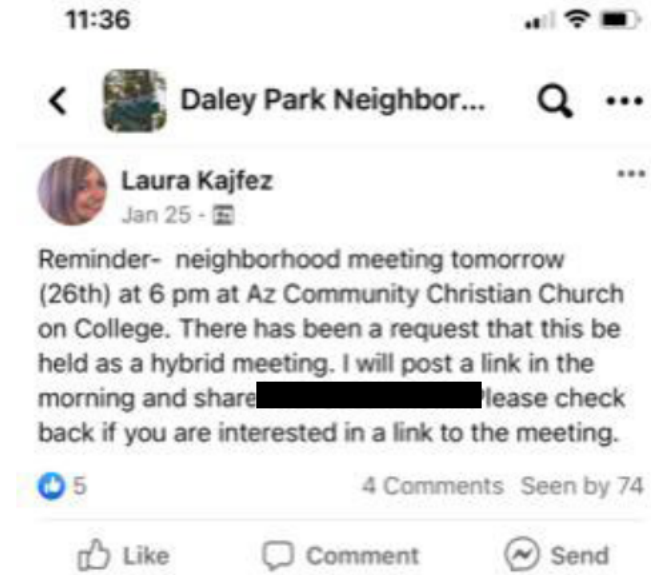 11:36
Daley Park Neighbor...
Laura Kajfez
Jan 25 -
Reminder- neighborhood meeting tomorrow
(26th) at 6 pm at Az Community Christian Church
on College. There has been a request that this be
held as a hybrid meeting. I will post a link in the
morning and share lease check
back if you are interested in a link to the meeting.
5 4 Comments Seen by 74
Like Comment Send